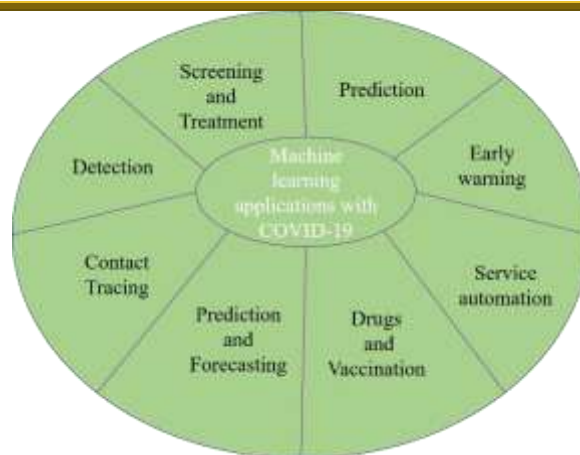 Screening
and
Treatment
Prediction
Early
warning
Service
automation
Drugs
and
Vaccination
Prediction
and
Forecasting
Contact
Tracing
Detection
Machine
learning
applications with
COVID-19